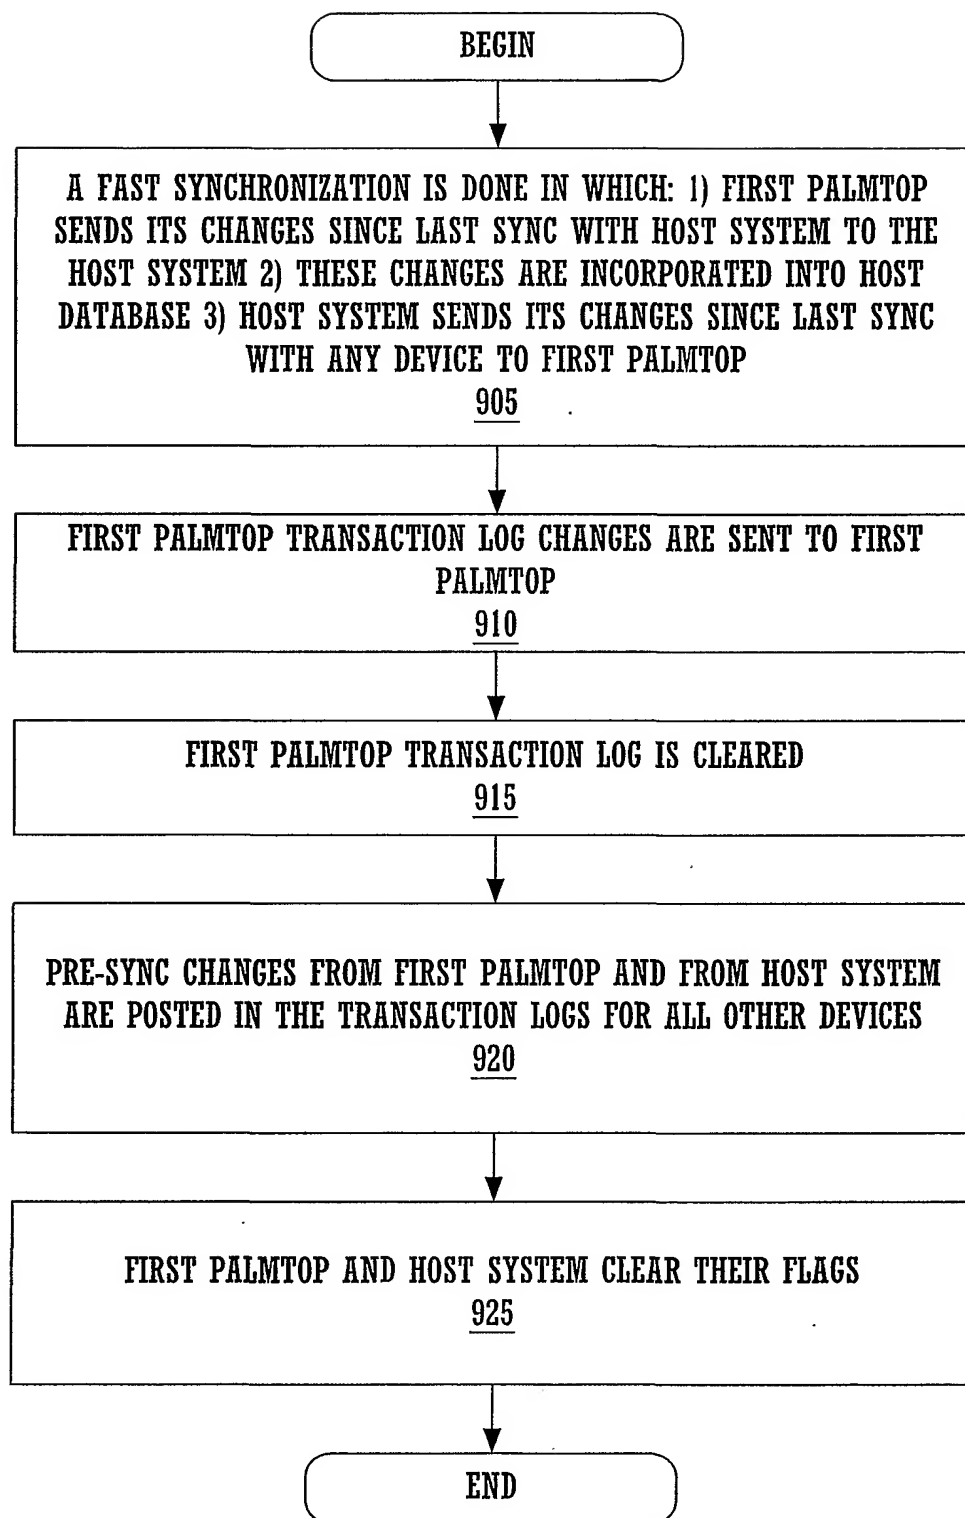 BEGIN
A FAST SYNCHRONIZATION IS DONE IN WHICH: 1) FIRST PALMTOP
SENDS ITS CHANGES SINCE LAST SYNC WITH HOST SYSTEM TO THE
HOST SYSTEM 2) THESE CHANGES ARE INCORPORATED INTO HOST
DATABASE 3) HOST SYSTEM SENDS ITS CHANGES SINCE LAST SYNC
WITH ANY DEVICE TO FIRST PALMTOP
905
FIRST PALMTOP TRANSACTION LOG CHANGES ARE SENT TO FIRST
PALMTOP
910
FIRST PALMTOP TRANSACTION LOG IS CLEARED
915
PRE-SYNC CHANGES FROM FIRST PALMTOP AND FROM HOST SYSTEM
ARE POSTED IN THE TRANSACTION LOGS FOR ALL OTHER DEVICES
920
FIRST PALMTOP AND HOST SYSTEM CLEAR THEIR FLAGS
925
END